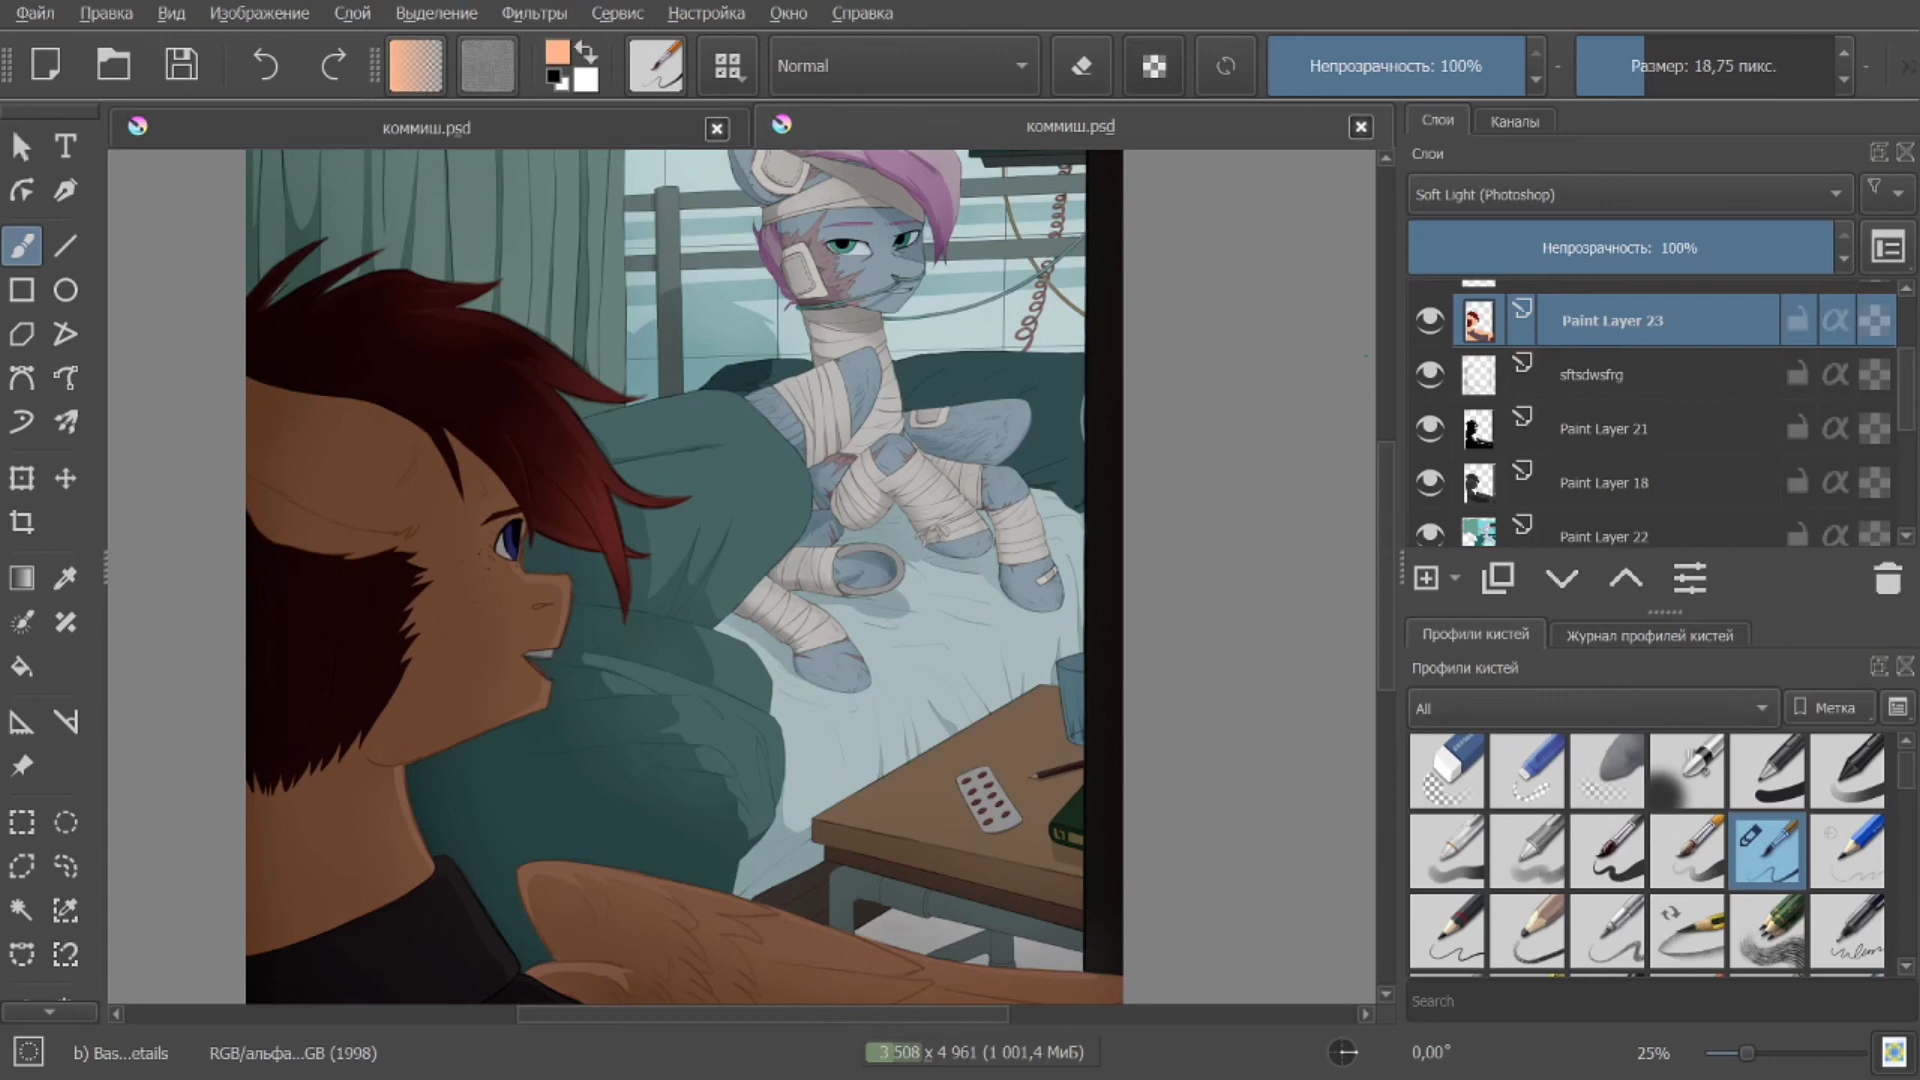 Файл Правка Вид Изображение Слой Выделение Фильтры Сервис Настройка Окно Справка
Normal Непрозрачность: 100% Размер: 18,75 пикс.
коммиш.psd коммиш.psd
Слои Каналы
Слои
Soft Light (Photoshop)
Непрозрачность: 100%
Paint Layer 23
sftsdwsfrg
Paint Layer 21
Paint Layer 18
Paint Layer 22
Профили кистей Журнал профилей кистей
Профили кистей
All Метка
Search
b) Bas...etails RGB/альфа...GB (1998) 3 508 x 4 961 (1 001,4 МиБ) 0,00° 25%